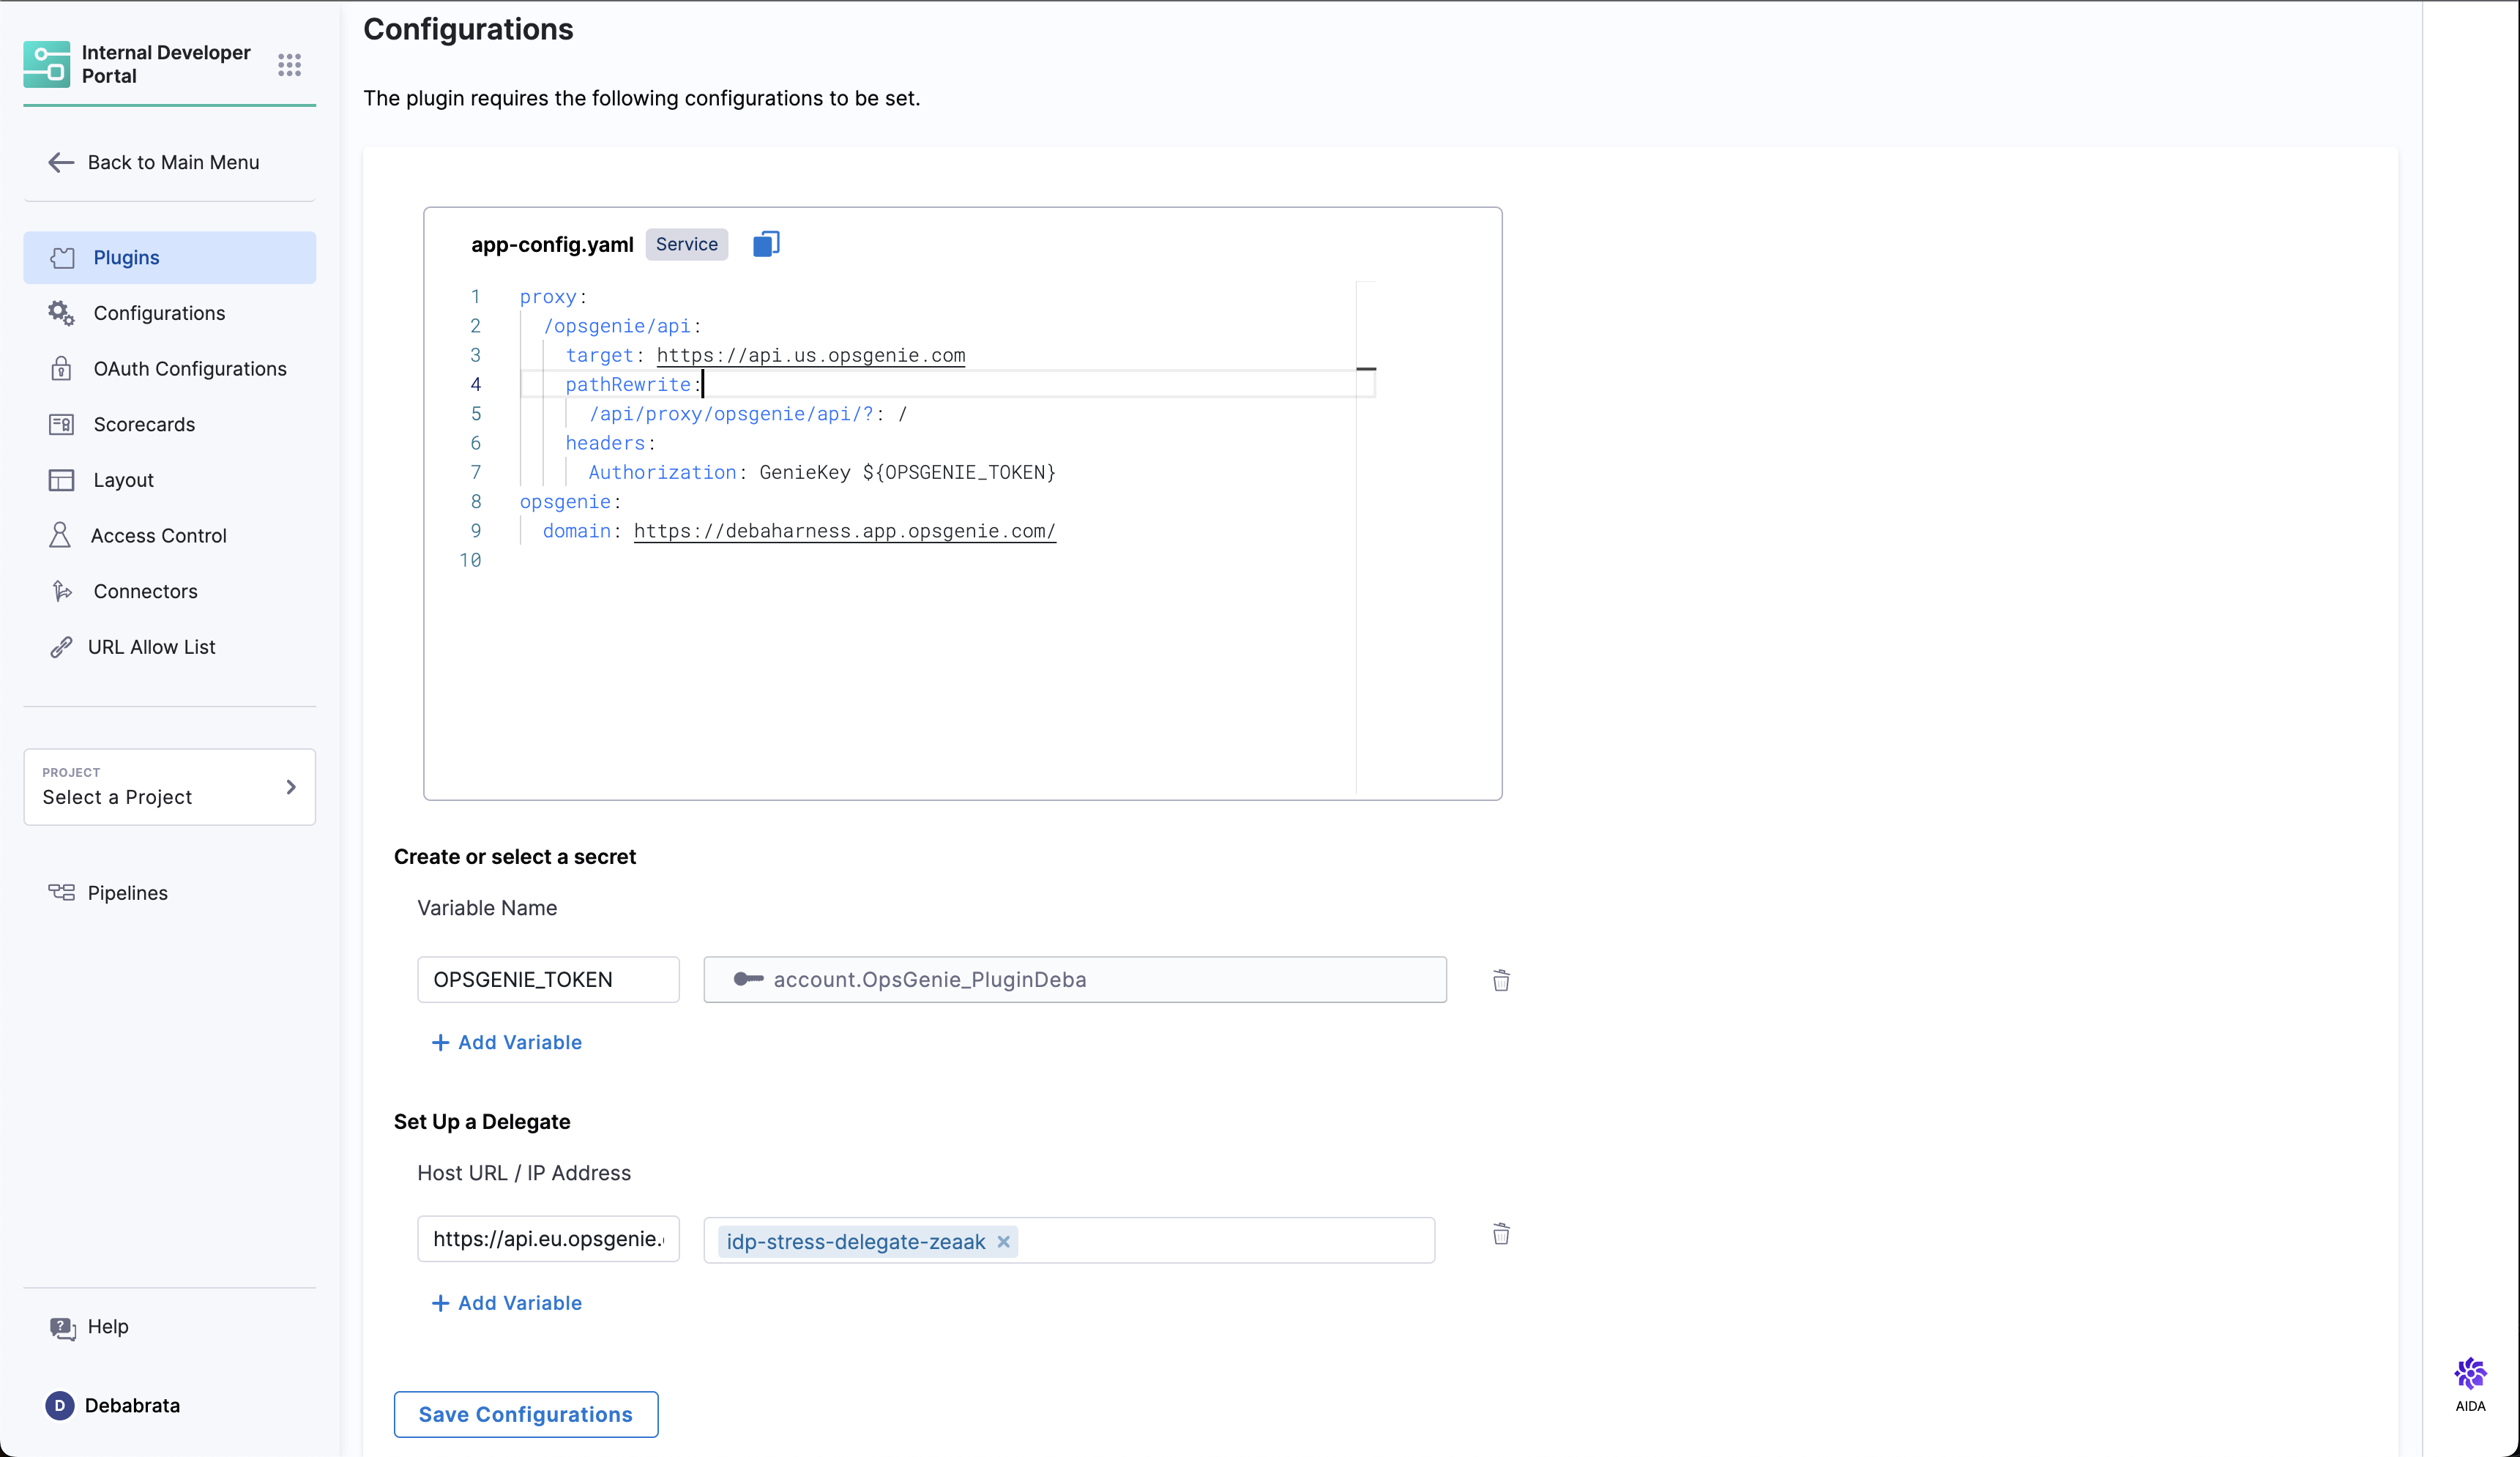 Internal Developer
Portal
Back to Main Menu
Plugins
Configurations
OAuth Configurations
Scorecards
Layout
Access Control
Connectors
URL Allow List
PROJECT
Select a Project
Pipelines
Help
D
Debabrata
Configurations
The plugin requires the following configurations to be set.
app-config.yaml Service
1 proxy:
2 /opsgenie/api:
3 target: https://api.us.opsgenie.com
4 pathRewrite:
5 /api/proxy/opsgenie/api/?: /
6 headers:
7 Authorization: GenieKey ${OPSGENIE_TOKEN}
8 opsgenie:
9 domain: https://debaharness.app.opsgenie.com/
10
Create or select a secret
Variable Name
OPSGENIE_TOKEN account.OpsGenie_PluginDeba
+ Add Variable
Set Up a Delegate
Host URL / IP Address
https://api.eu.opsgenie. idp-stress-delegate-zeaak ×
+ Add Variable
Save Configurations
AIDA